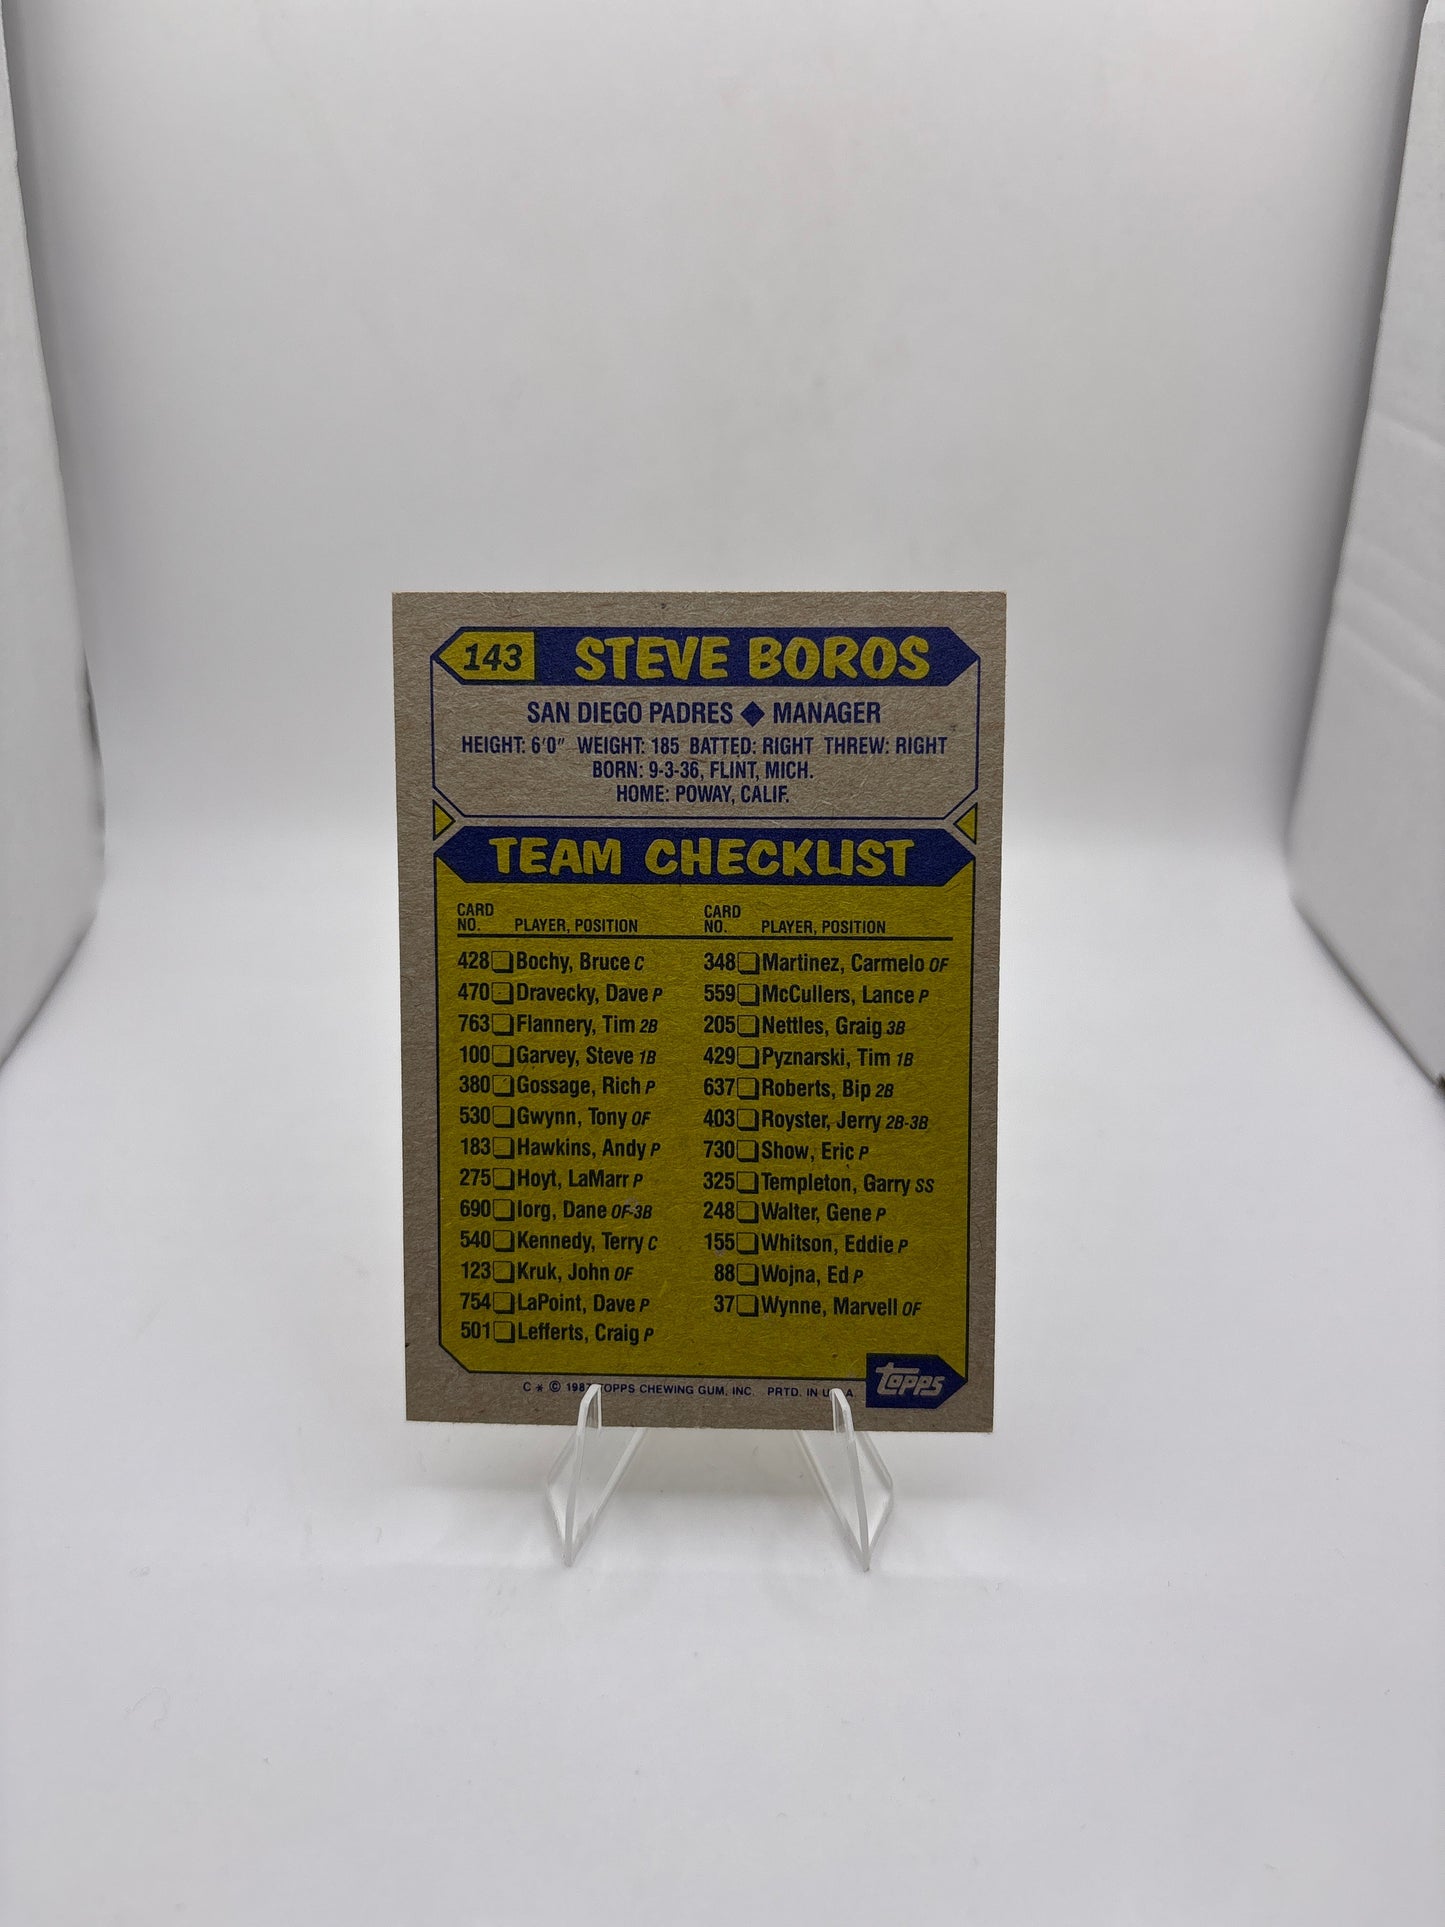 143 STEVE BOROS
SAN DIEGO PADRES ◆ MANAGER
HEIGHT: 6'0" WEIGHT: 185 BATTED: RIGHT THREW: RIGHT
BORN: 9-3-36, FLINT, MICH.
HOME: POWAY, CALIF.
TEAM CHECKLIST
CARD
NO. PLAYER, POSITION
428 Bochy, Bruce C
470 Dravecky, Dave P
763 Flannery, Tim 2B
100 Garvey, Steve 1B
380 Gossage, Rich P
530 Gwynn, Tony OF
183 Hawkins, Andy P
275 Hoyt, LaMarr P
690 Iorg, Dane OF-3B
540 Kennedy, Terry C
123 Kruk, John OF
754 LaPoint, Dave P
501 Lefferts, Craig P
CARD
NO. PLAYER, POSITION
348 Martinez, Carmelo OF
559 McCullers, Lance P
205 Nettles, Graig 3B
429 Pyznarski, Tim 1B
637 Roberts, Bip 2B
403 Royster, Jerry 2B-3B
730 Show, Eric P
325 Templeton, Garry SS
248 Walter, Gene P
155 Whitson, Eddie P
88 Wojna, Ed P
37 Wynne, Marvell OF
C * © 1987 TOPPS CHEWING GUM, INC. PRTD. IN U.S.A.
topps